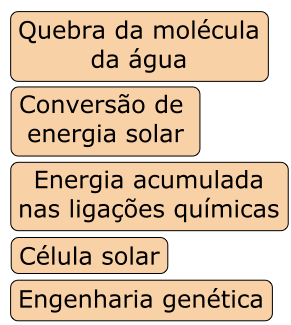 Quebra da molécula
da água
Conversão de
energia solar
Energia acumulada
nas ligações químicas
Célula solar
Engenharia genética